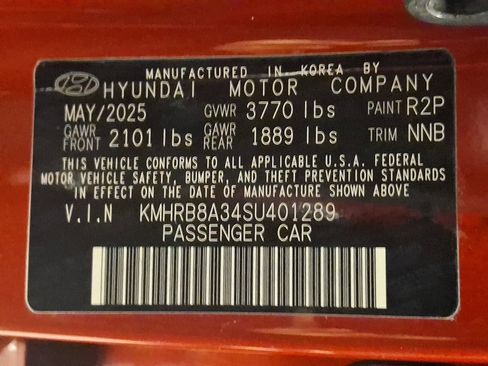 MANUFACTURED IN KOREA BY
HYUNDAI MOTOR COMPANY
MAY/2025 GVWR 3770 lbs PAINT R2P
GAWR FRONT 2101 lbs GAWR REAR 1889 lbs TRIM NNB
THIS VEHICLE CONFORMS TO ALL APPLICABLE U.S.A. FEDERAL
MOTOR VEHICLE SAFETY, BUMPER, AND THEFT PREVENTION STANDARDS
IN EFFECT ON THE DATE OF MANUFACTURE SHOWN ABOVE
V.I.N KMHRB8A34SU401289
PASSENGER CAR